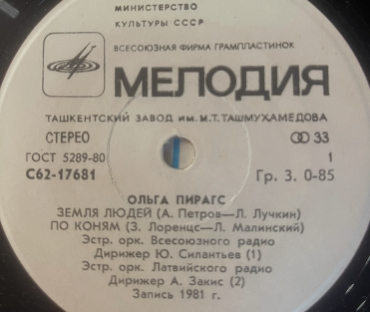 МИНИСТЕРСТВО
КУЛЬТУРЫ СССР
ВСЕСОЮЗНАЯ ФИРМА ГРАМПЛАСТИНОК
МЕЛОДИЯ
ТАШКЕНТСКИЙ ЗАВОД ИМ. М.Т. ТАШМУХАМЕДОВА
СТЕРЕО 33
ГОСТ 5289-80 1
С62-17681 Гр. 3. 0-85
ОЛЬГА ПИРАГС
ЗЕМЛЯ ЛЮДЕЙ (А. Петров—Л. Лучкин)
ПО КОНЯМ (З. Лоренцс—Л. Малинский)
Эстр. орк. Всесоюзного радио
Дирижер Ю. Силантьев (1)
Эстр. орк. Латвийского радио
Дирижер А. Закис (2)
Запись 1981 г.